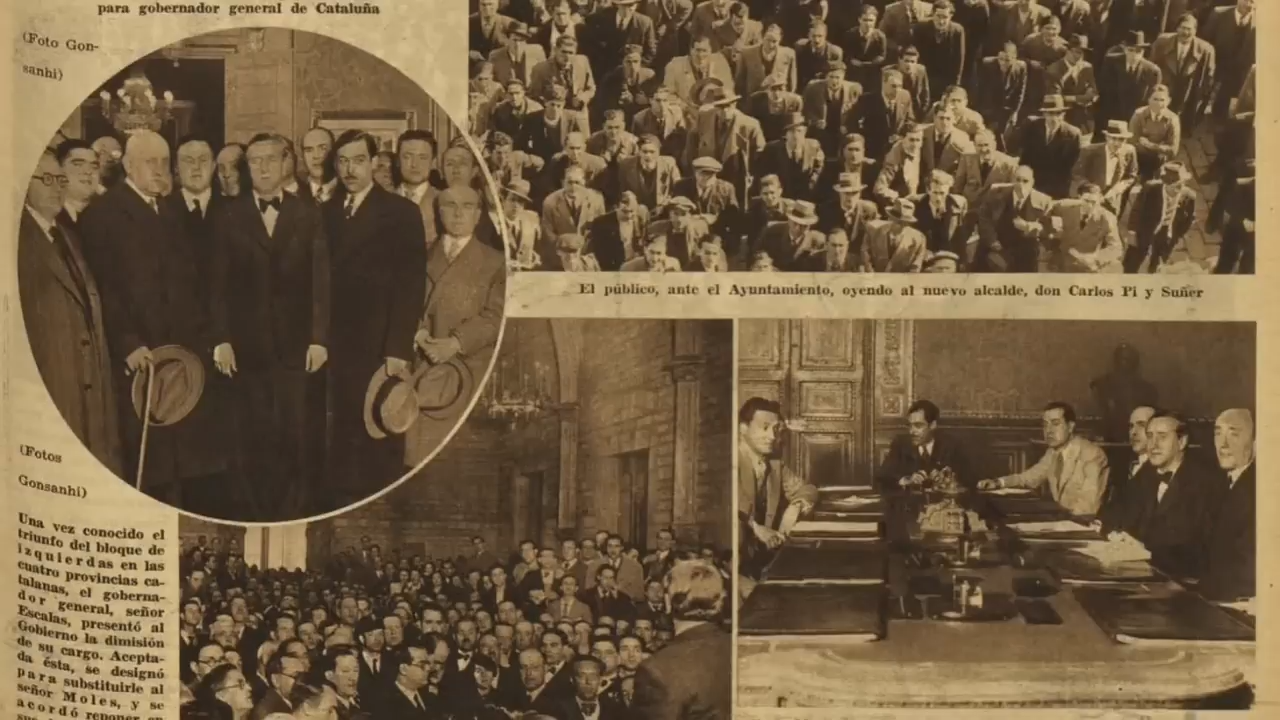 para gobernador general de Cataluña
(Foto Gon-
sanhi)
El público, ante el Ayuntamiento, oyendo al nuevo alcalde, don Carlos Pi y Suñer
(Fotos
Gonsanhi)
Una vez conocido el
triunfo del bloque de
izquierdas en las
cuatro provincias ca-
talanas, el goberna-
dor general, señor
Escalas, presentó al
Gobierno la dimisión
de su cargo. Acepta-
da ésta, se designó
para substituirle al
señor Moles, y se
acordó reponer en